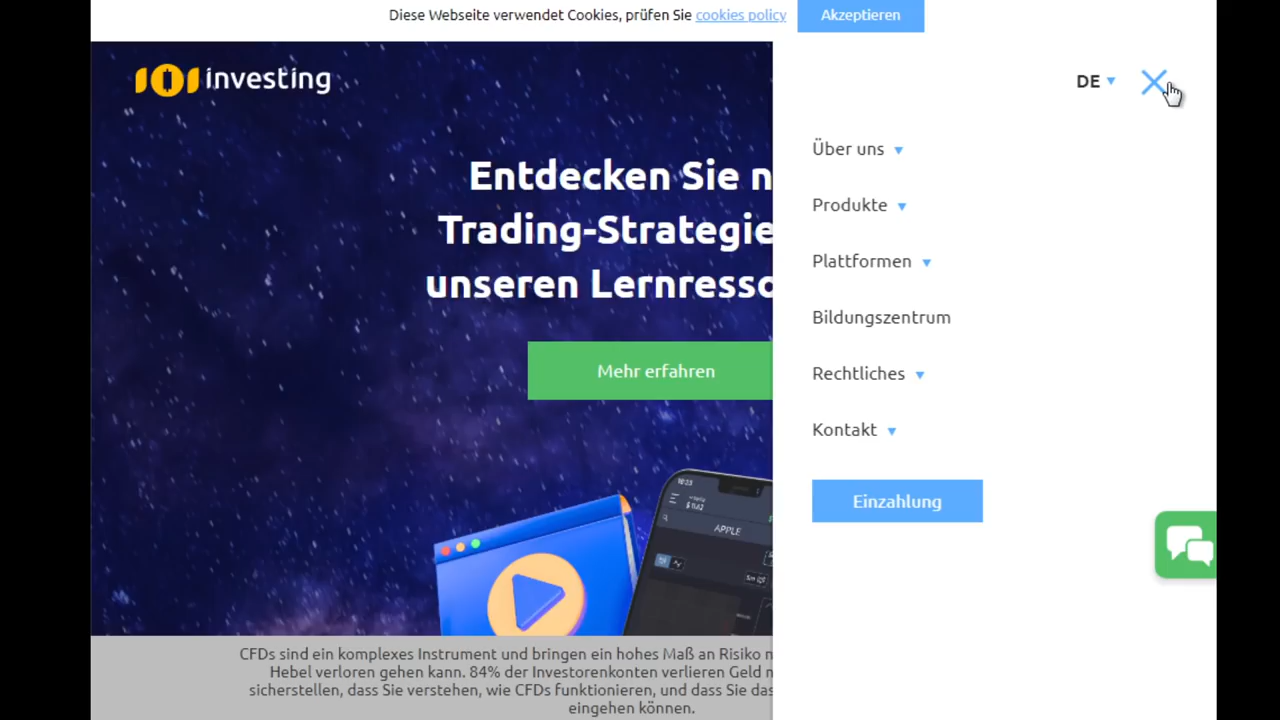 Diese Webseite verwendet Cookies, prüfen Sie cookies policy
Akzeptieren
101 investing
DE
Entdecken Sie n
Trading-Strategie
unseren Lernresso
Mehr erfahren
Über uns
Produkte
Plattformen
Bildungszentrum
Rechtliches
Kontakt
Einzahlung
10:23
APPLE
CFDs sind ein komplexes Instrument und bringen ein hohes Maß an Risiko m
Hebel verloren gehen kann. 84% der Investorenkonten verlieren Geld m
sicherstellen, dass Sie verstehen, wie CFDs funktionieren, und dass Sie das
eingehen können.